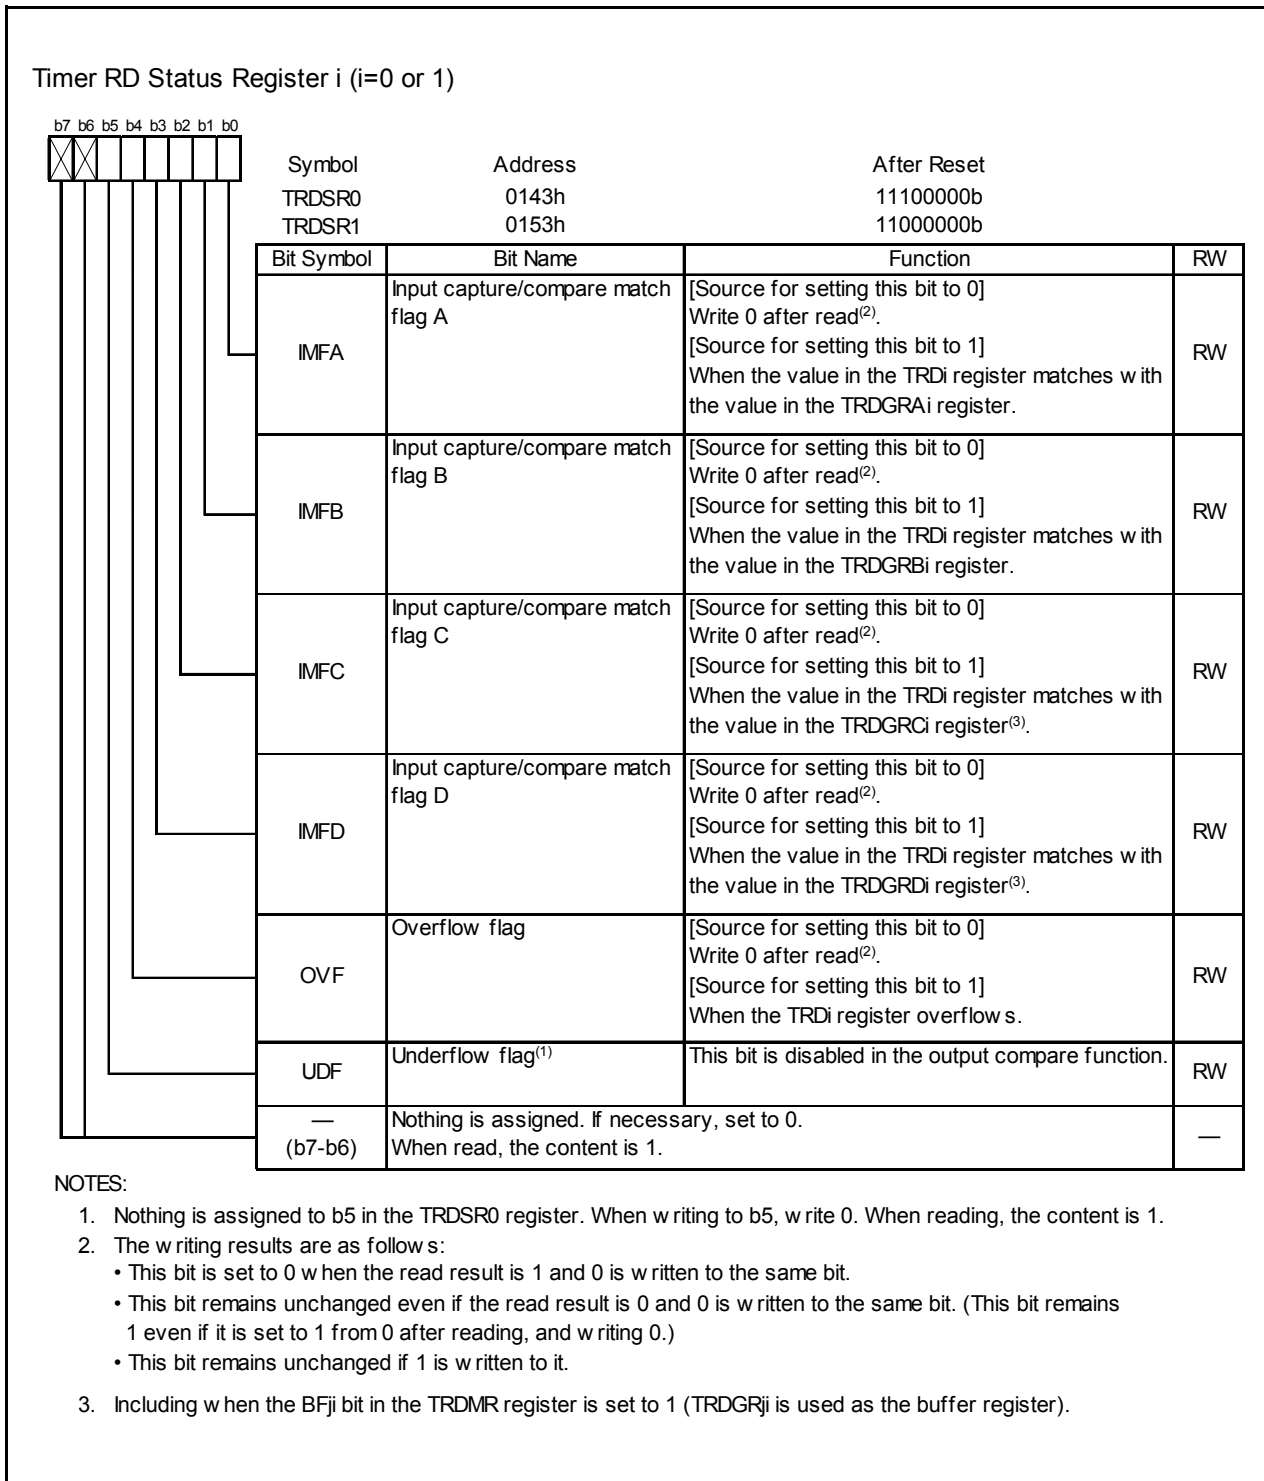 Timer RD Status Register i (i=0 or 1)
b7 b6 b5 b4 b3 b2 b1 b0
Symbol Address After Reset
TRDSR0 0143h 11100000b
TRDSR1 0153h 11000000b
Bit Symbol Bit Name Function RW
IMFA
Input capture/compare match
flag A
[Source for setting this bit to 0]
Write 0 after read(2).
[Source for setting this bit to 1]
When the value in the TRDi register matches with
the value in the TRDGRAi register.
RW
IMFB
Input capture/compare match
flag B
[Source for setting this bit to 0]
Write 0 after read(2).
[Source for setting this bit to 1]
When the value in the TRDi register matches with
the value in the TRDGRBi register.
RW
IMFC
Input capture/compare match
flag C
[Source for setting this bit to 0]
Write 0 after read(2).
[Source for setting this bit to 1]
When the value in the TRDi register matches with
the value in the TRDGRCi register(3).
RW
IMFD
Input capture/compare match
flag D
[Source for setting this bit to 0]
Write 0 after read(2).
[Source for setting this bit to 1]
When the value in the TRDi register matches with
the value in the TRDGRDi register(3).
RW
OVF
Overflow flag
[Source for setting this bit to 0]
Write 0 after read(2).
[Source for setting this bit to 1]
When the TRDi register overflows.
RW
UDF
Underflow flag(1)
This bit is disabled in the output compare function.
RW
—
(b7-b6)
Nothing is assigned. If necessary, set to 0.
When read, the content is 1.
—
NOTES:
1. Nothing is assigned to b5 in the TRDSR0 register. When writing to b5, write 0. When reading, the content is 1.
2. The writing results are as follows:
• This bit is set to 0 when the read result is 1 and 0 is written to the same bit.
• This bit remains unchanged even if the read result is 0 and 0 is written to the same bit. (This bit remains
1 even if it is set to 1 from 0 after reading, and writing 0.)
• This bit remains unchanged if 1 is written to it.
3. Including when the BFji bit in the TRDMR register is set to 1 (TRDGRji is used as the buffer register).